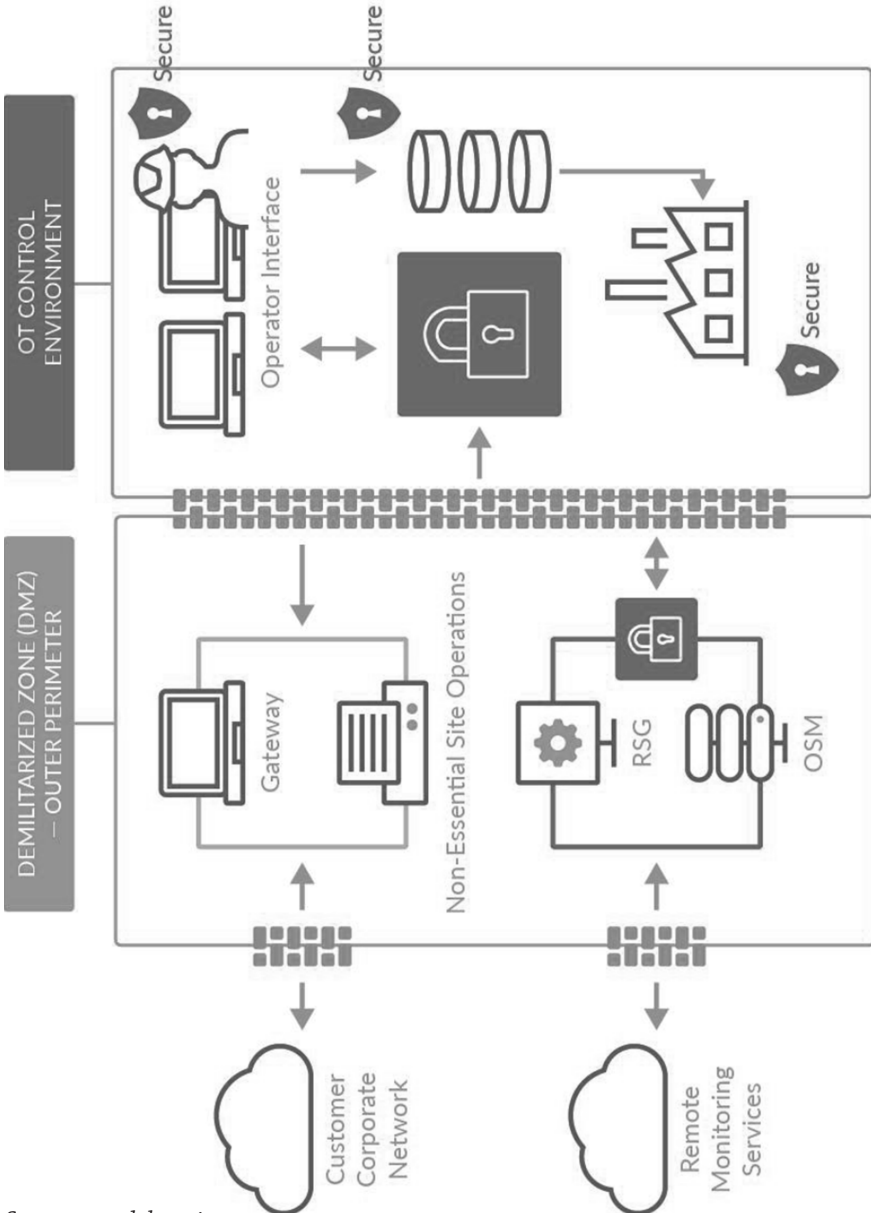 DEMILITARIZED ZONE (DMZ)
– OUTER PERIMETER
OT CONTROL
ENVIRONMENT
Secure
Customer
Corporate
Network
Gateway
Operator Interface
Non-Essential Site Operations
Secure
Remote
Monitoring
Services
RSG
OSM
Secure